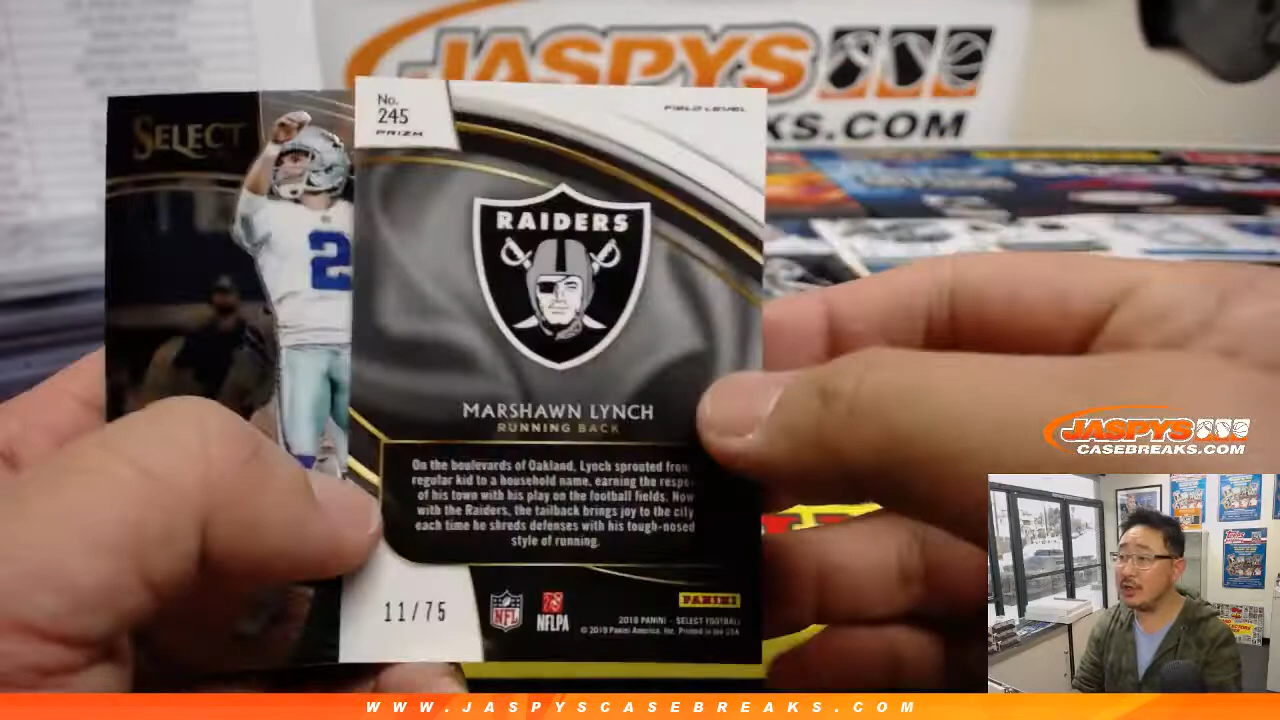 JASPYS
.COM
KS.COM
SELECT
2
No.
245
PRIZM
FIELD LEVEL
RAIDERS
MARSHAWN LYNCH
RUNNING BACK
On the boulevards of Oakland, Lynch sprouted from
regular kid to a household name, earning the
of his town with his play on the football fields. Now
with the Raiders, the tailback brings joy to the city
each time he shreds defenses with his tough-nosed
style of running.
11/75
NFL
NFLPA
PANINI
2018 PANINI - SELECT FOOTBALL
© 2019 Panini America, Inc. Printed in the USA
JASPYS
CASEBREAKS.COM
WWW.JASPYSCASEBREAKS.COM